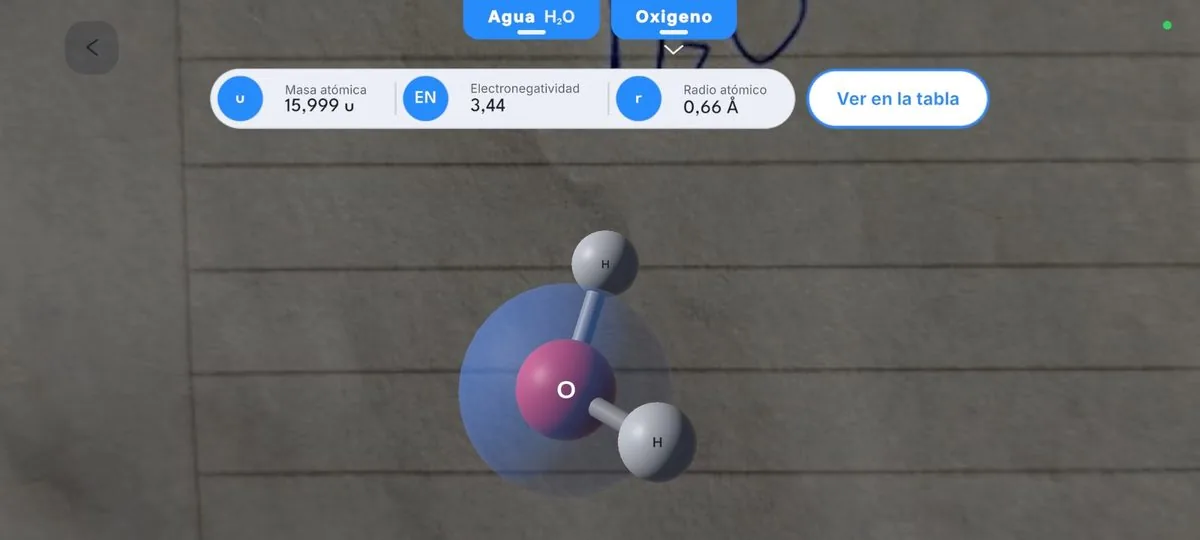 Agua H₂O
Oxigeno
u
Masa atómica
15,999 u
EN
Electronegatividad
3,44
r
Radio atómico
0,66 Å
Ver en la tabla
H
O
H